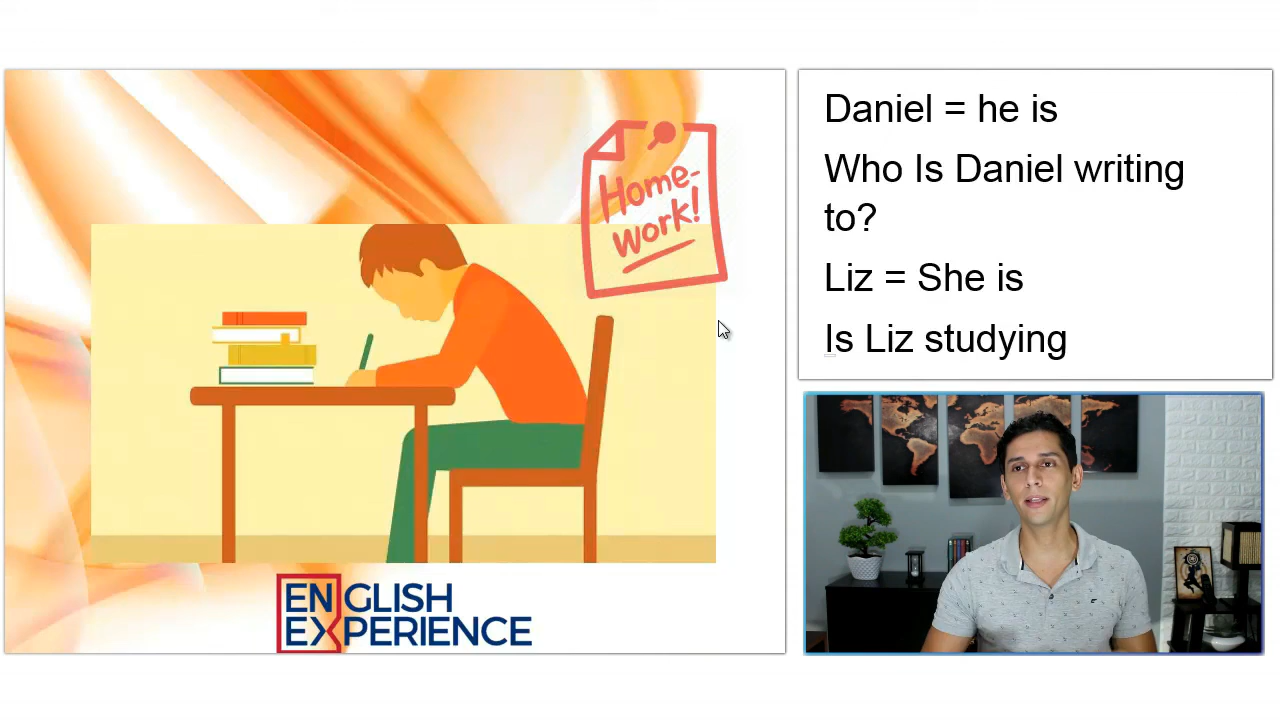 Home-
work!
ENGLISH
EXPERIENCE
Daniel = he is
Who Is Daniel writing
to?
Liz = She is
Is Liz studying